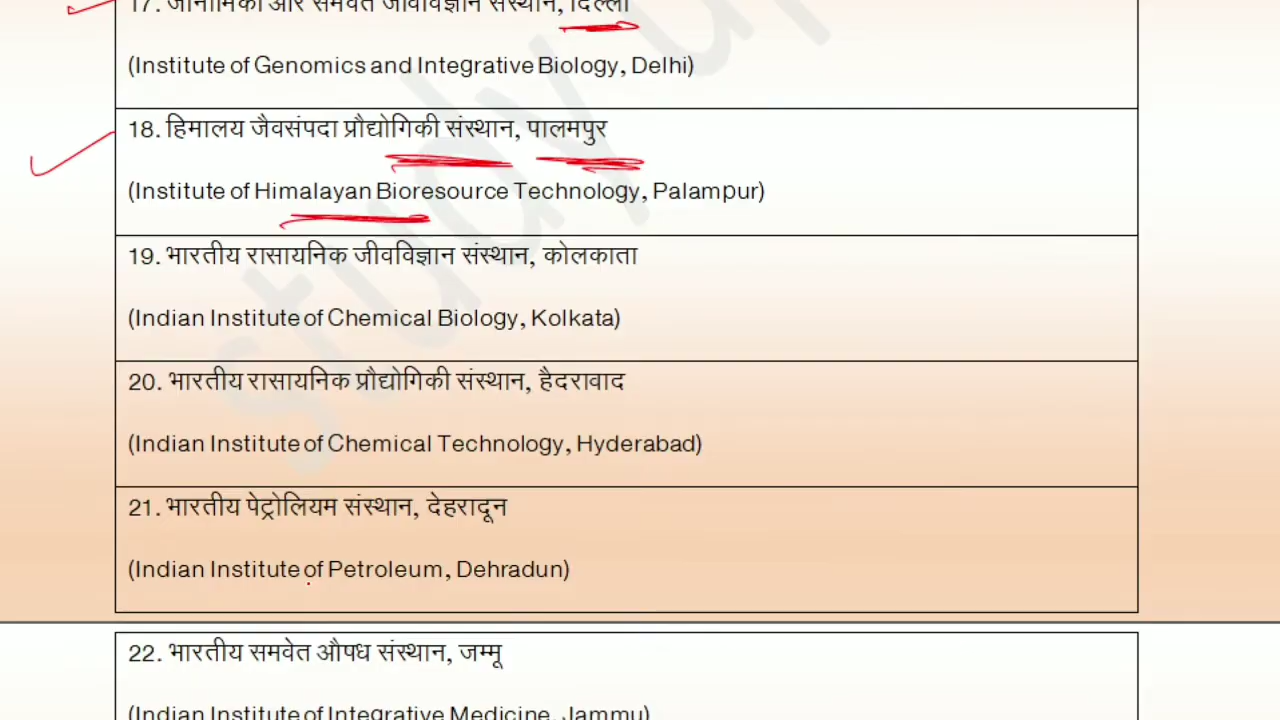 17. जीनोमिकी और समवेत जीवविज्ञान संस्थान, दिल्ली
(Institute of Genomics and Integrative Biology, Delhi)
18. हिमालय जैवसंपदा प्रौद्योगिकी संस्थान, पालमपुर
(Institute of Himalayan Bioresource Technology, Palampur)
19. भारतीय रासायनिक जीवविज्ञान संस्थान, कोलकाता
(Indian Institute of Chemical Biology, Kolkata)
20. भारतीय रासायनिक प्रौद्योगिकी संस्थान, हैदरावाद
(Indian Institute of Chemical Technology, Hyderabad)
21. भारतीय पेट्रोलियम संस्थान, देहरादून
(Indian Institute of Petroleum, Dehradun)
22. भारतीय समवेत औपध संस्थान, जम्मू
(Indian Institute of Integrative Medicine, Jammu)
study